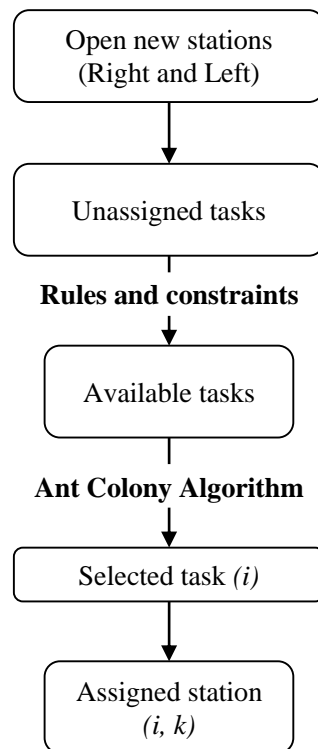 Open new stations
(Right and Left)
Unassigned tasks
Rules and constraints
Available tasks
Ant Colony Algorithm
Selected task (i)
Assigned station
(i, k)